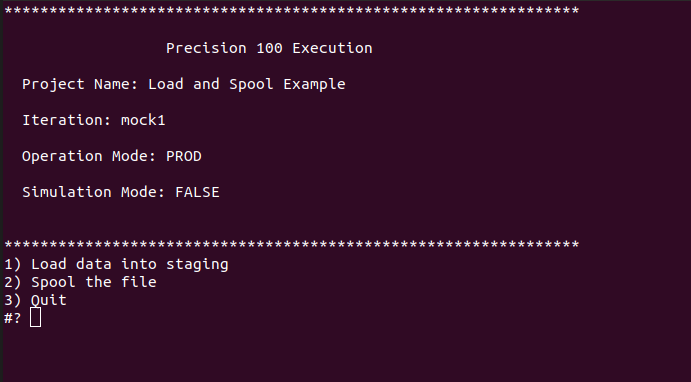 ****************************************************************
Precision 100 Execution
Project Name: Load and Spool Example
Iteration: mock1
Operation Mode: PROD
Simulation Mode: FALSE
****************************************************************
1) Load data into staging
2) Spool the file
3) Quit
#?